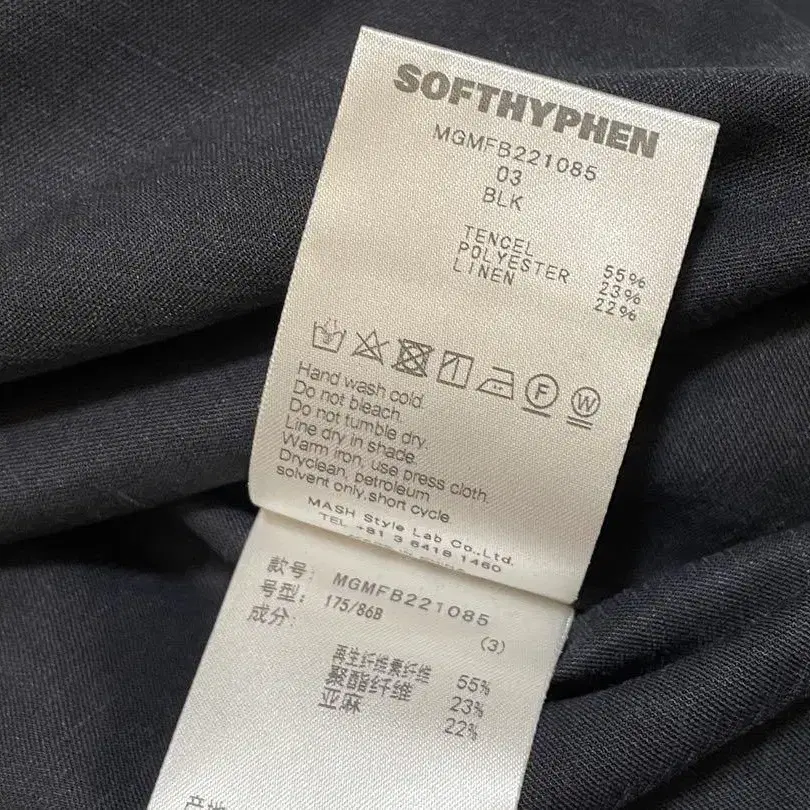 SOFTHYPHEN
MGMFB221085
03
BLK
TENCEL 55%
POLYESTER 23%
LINEN 22%
F W
Hand wash cold.
Do not bleach.
Do not tumble dry.
Line dry in shade.
Warm iron, use press cloth.
Dryclean, petroleum
solvent only,short cycle.
MASH Style Lab Co.,Ltd.
TEL +81 3 6418 1460
款号: MGMFB221085
号型: 175/86B (3)
成分:
再生纤维素纤维 55%
聚酯纤维 23%
亚麻 22%
产地